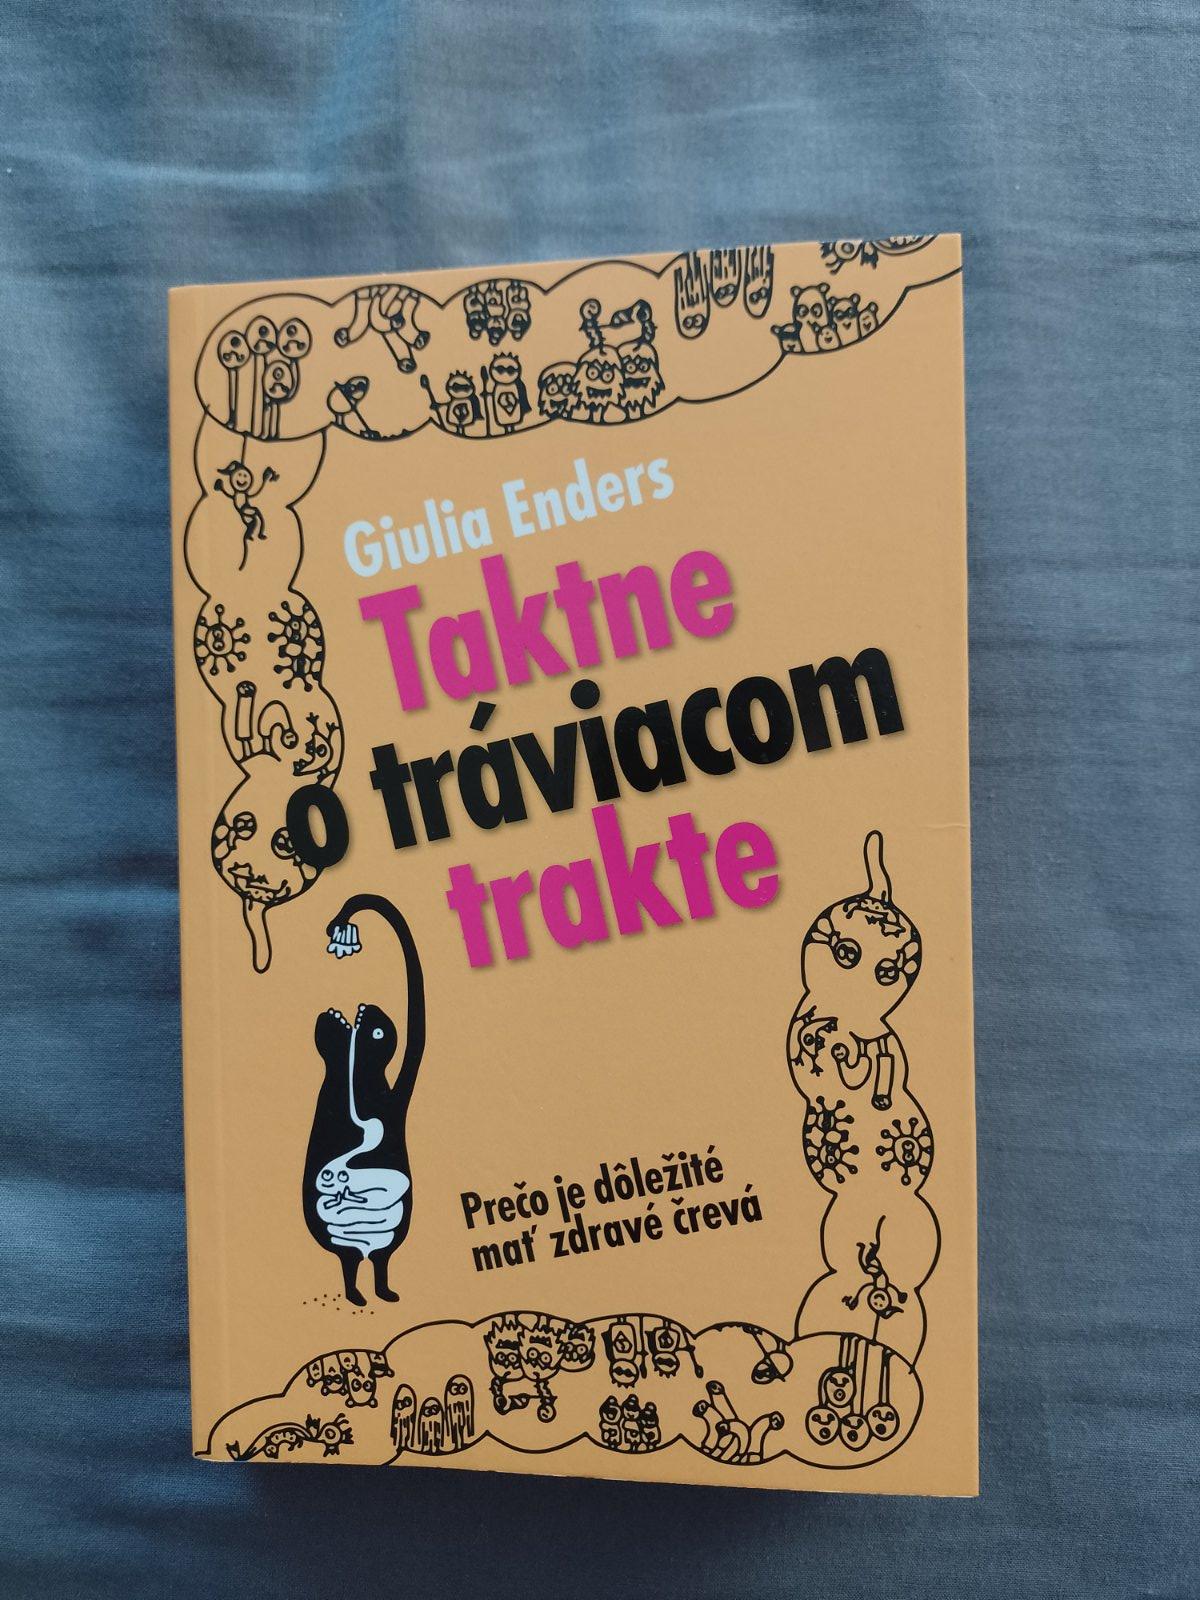 Giulia Enders
Taktne
o tráviacom
trakte
Prečo je dôležité
mať zdravé črevá